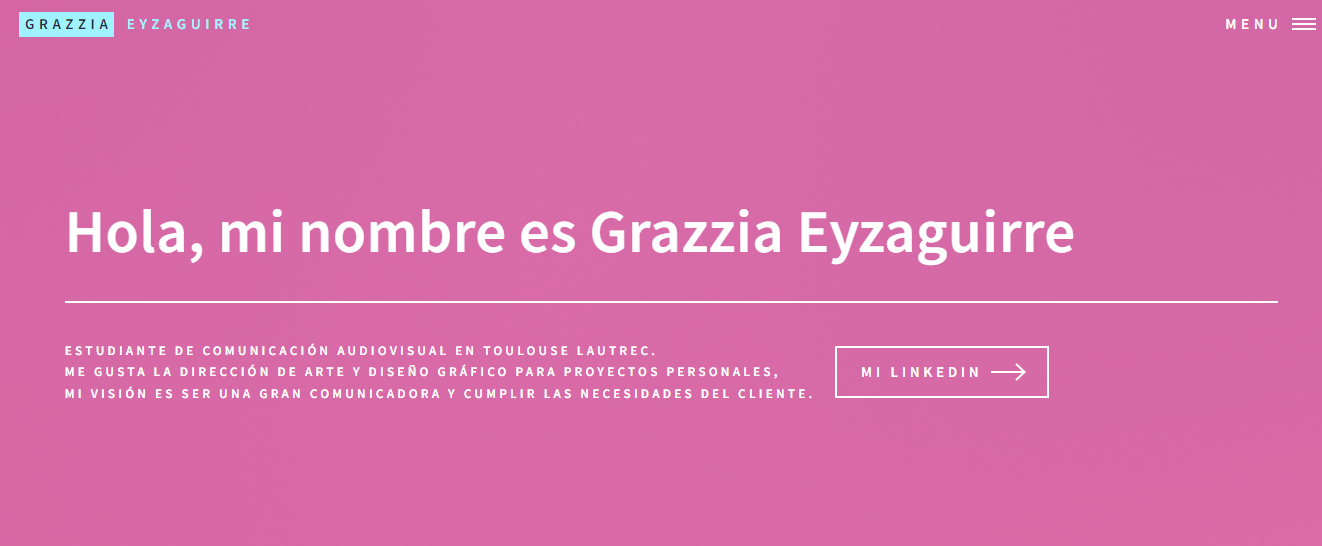 GRAZZIA EYZAGUIRRE
MENU
Hola, mi nombre es Grazzia Eyzaguirre
ESTUDIANTE DE COMUNICACIÓN AUDIOVISUAL EN TOULOUSE LAUTREC.
ME GUSTA LA DIRECCIÓN DE ARTE Y DISEÑO GRÁFICO PARA PROYECTOS PERSONALES,
MI VISIÓN ES SER UNA GRAN COMUNICADORA Y CUMPLIR LAS NECESIDADES DEL CLIENTE.
MI LINKEDIN